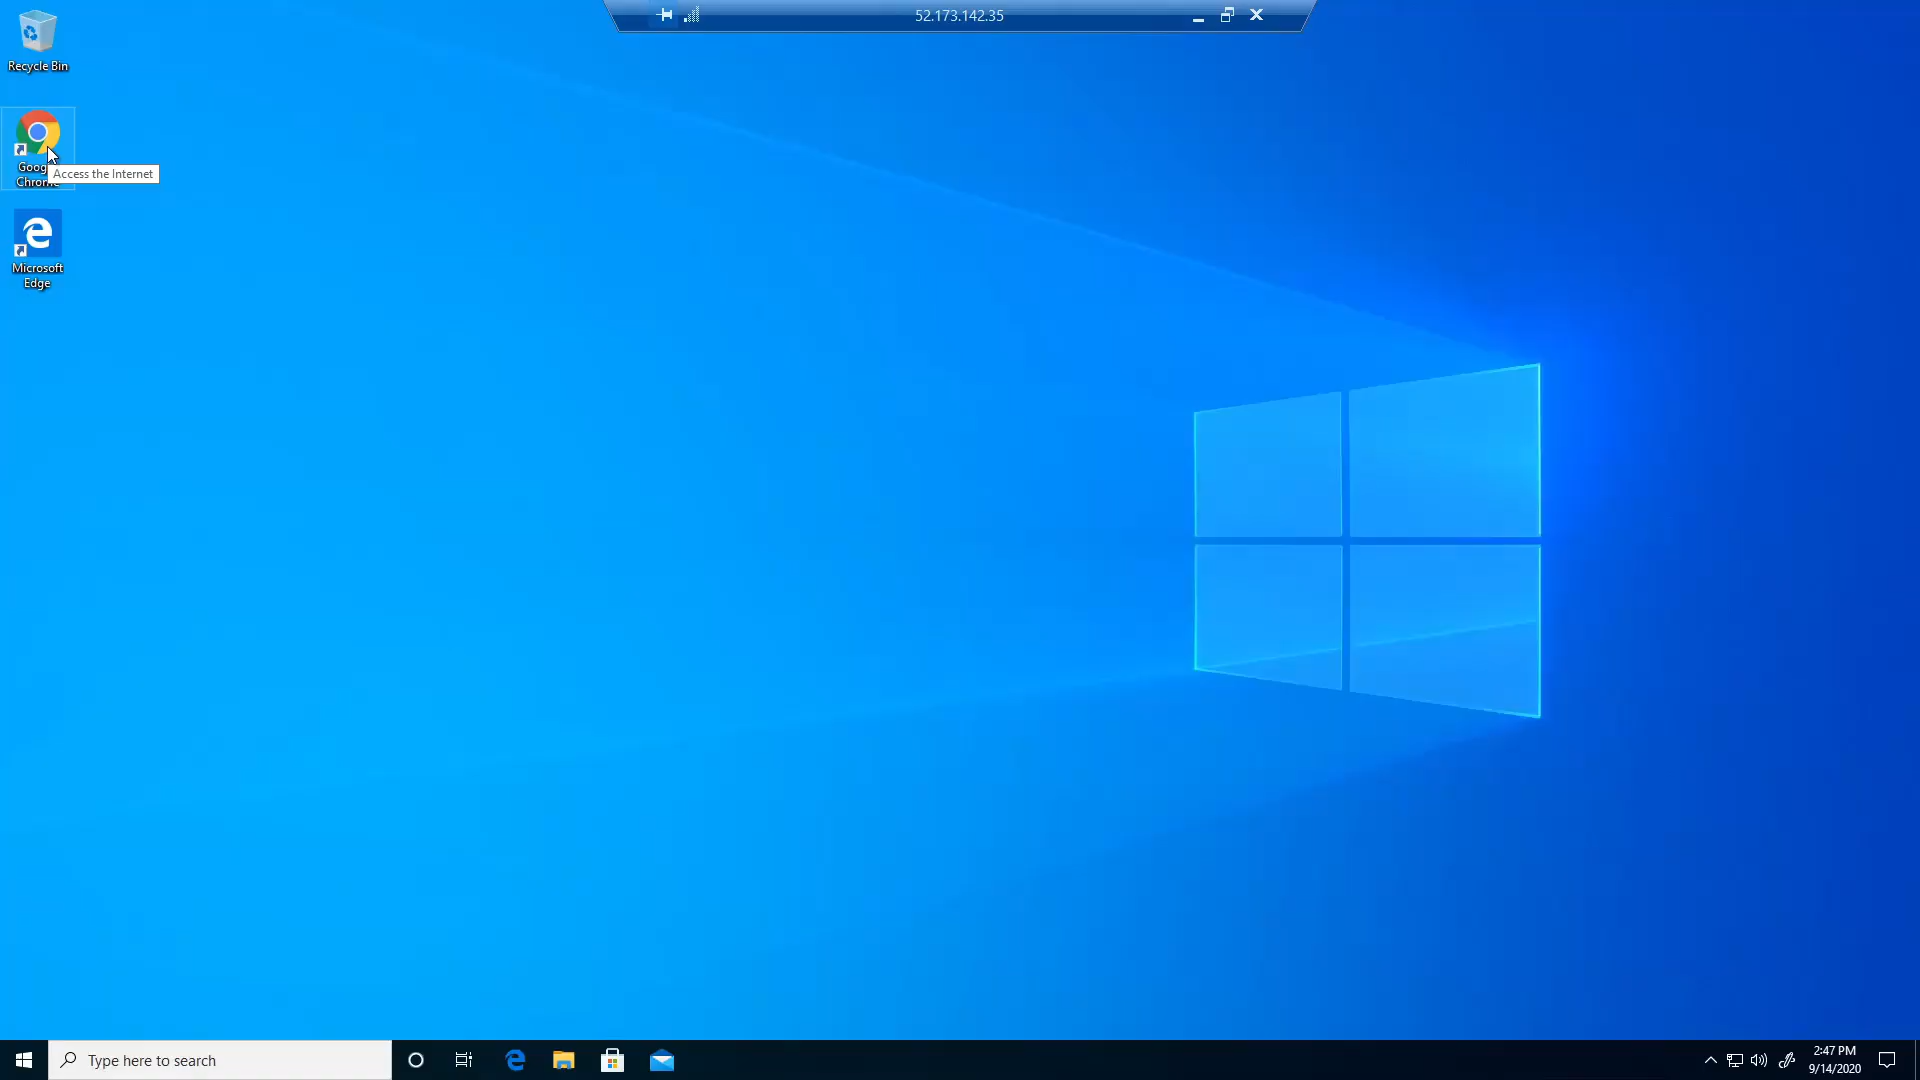 52.173.142.35
Recycle Bin
Goog
Chrome
Access the Internet
Microsoft
Edge
Type here to search
2:47 PM
9/14/2020